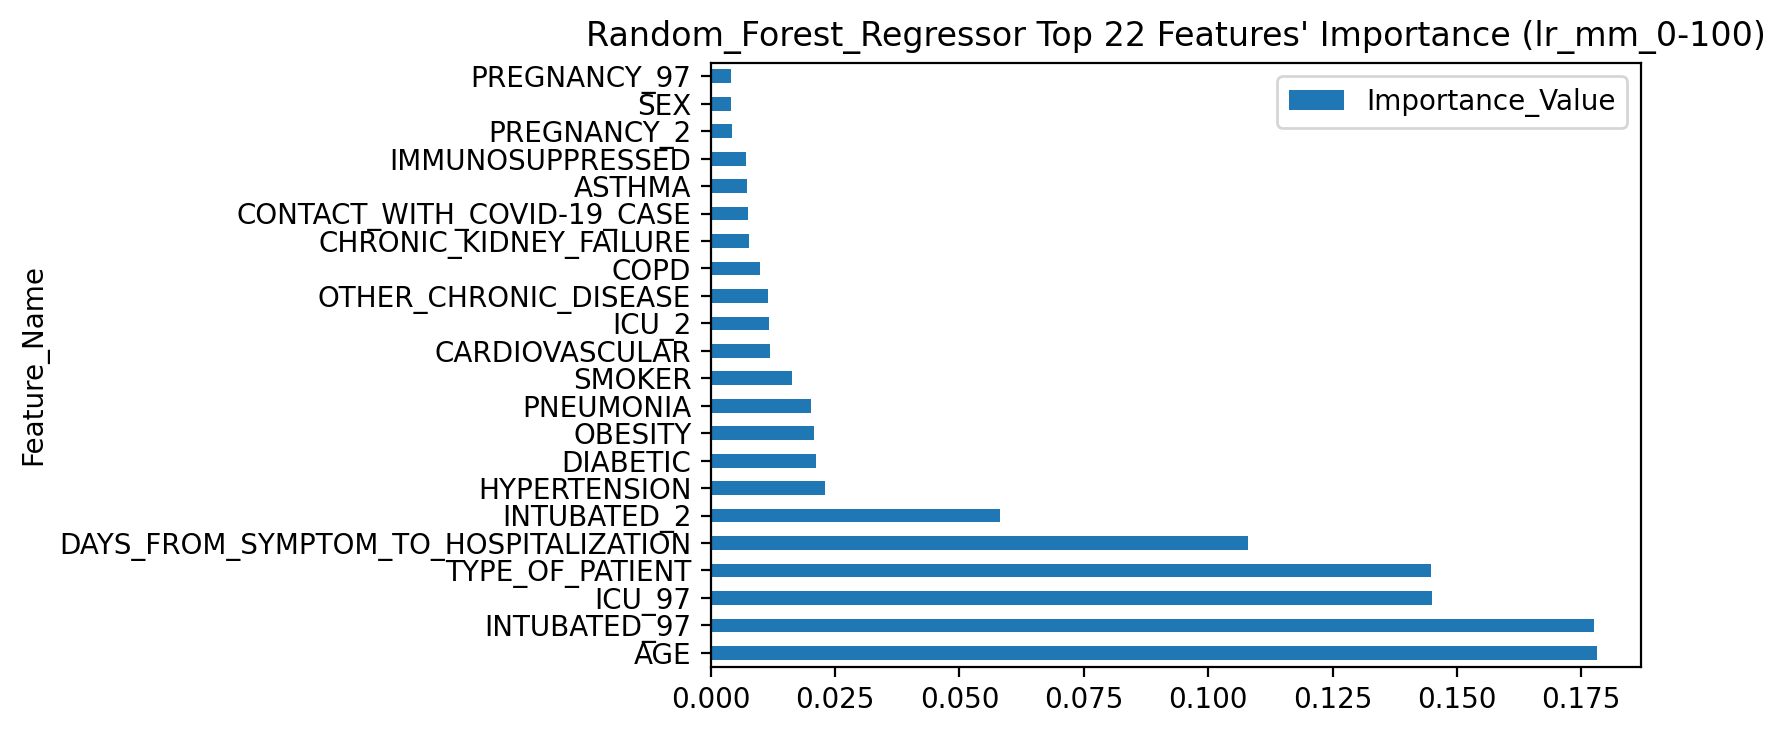 Random_Forest_Regressor Top 22 Features' Importance (lr_mm_0-100)
Importance_Value
Feature_Name
PREGNANCY_97
SEX
PREGNANCY_2
IMMUNOSUPPRESSED
ASTHMA
CONTACT_WITH_COVID-19_CASE
CHRONIC_KIDNEY_FAILURE
COPD
OTHER_CHRONIC_DISEASE
ICU_2
CARDIOVASCULAR
SMOKER
PNEUMONIA
OBESITY
DIABETIC
HYPERTENSION
INTUBATED_2
DAYS_FROM_SYMPTOM_TO_HOSPITALIZATION
TYPE_OF_PATIENT
ICU_97
INTUBATED_97
AGE
0.000 0.025 0.050 0.075 0.100 0.125 0.150 0.175